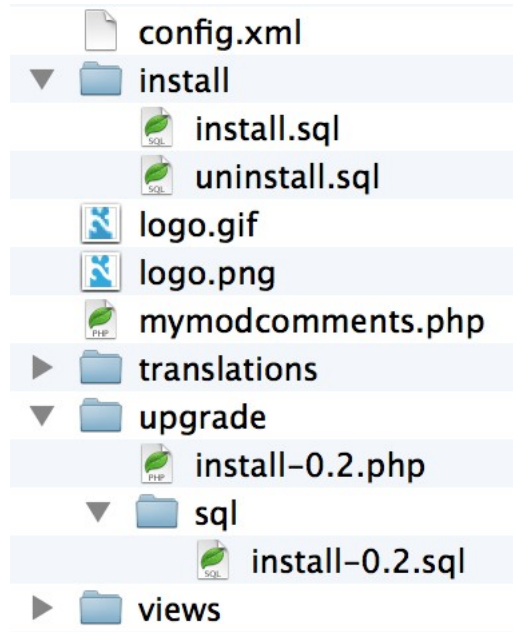 config.xml
install
install.sql
uninstall.sql
logo.gif
logo.png
mymodcomments.php
translations
upgrade
install-0.2.php
sql
install-0.2.sql
views